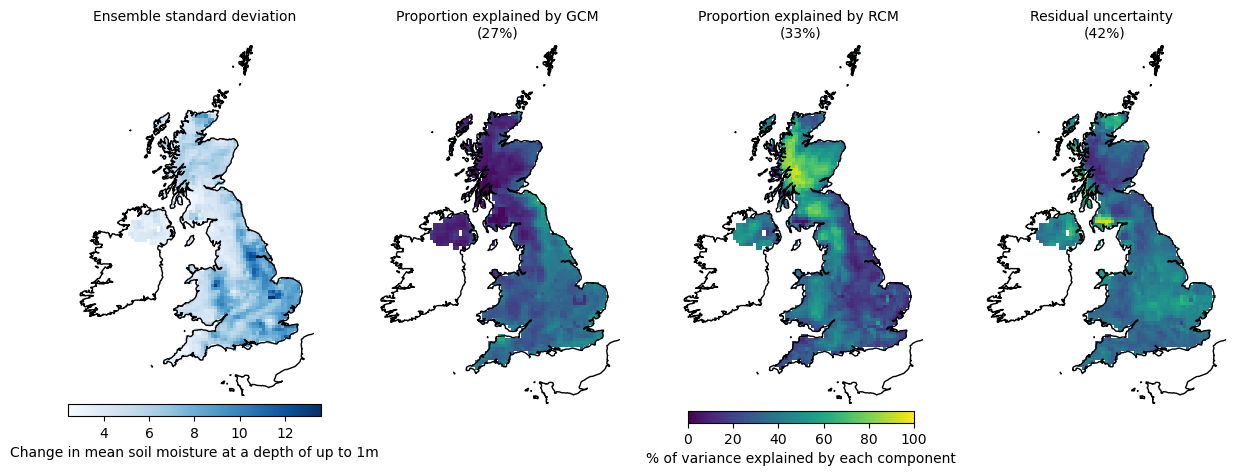 Ensemble standard deviation
Proportion explained by GCM
(27%)
Proportion explained by RCM
(33%)
Residual uncertainty
(42%)
4 6 8 10 12
Change in mean soil moisture at a depth of up to 1m
0 20 40 60 80 100
% of variance explained by each component